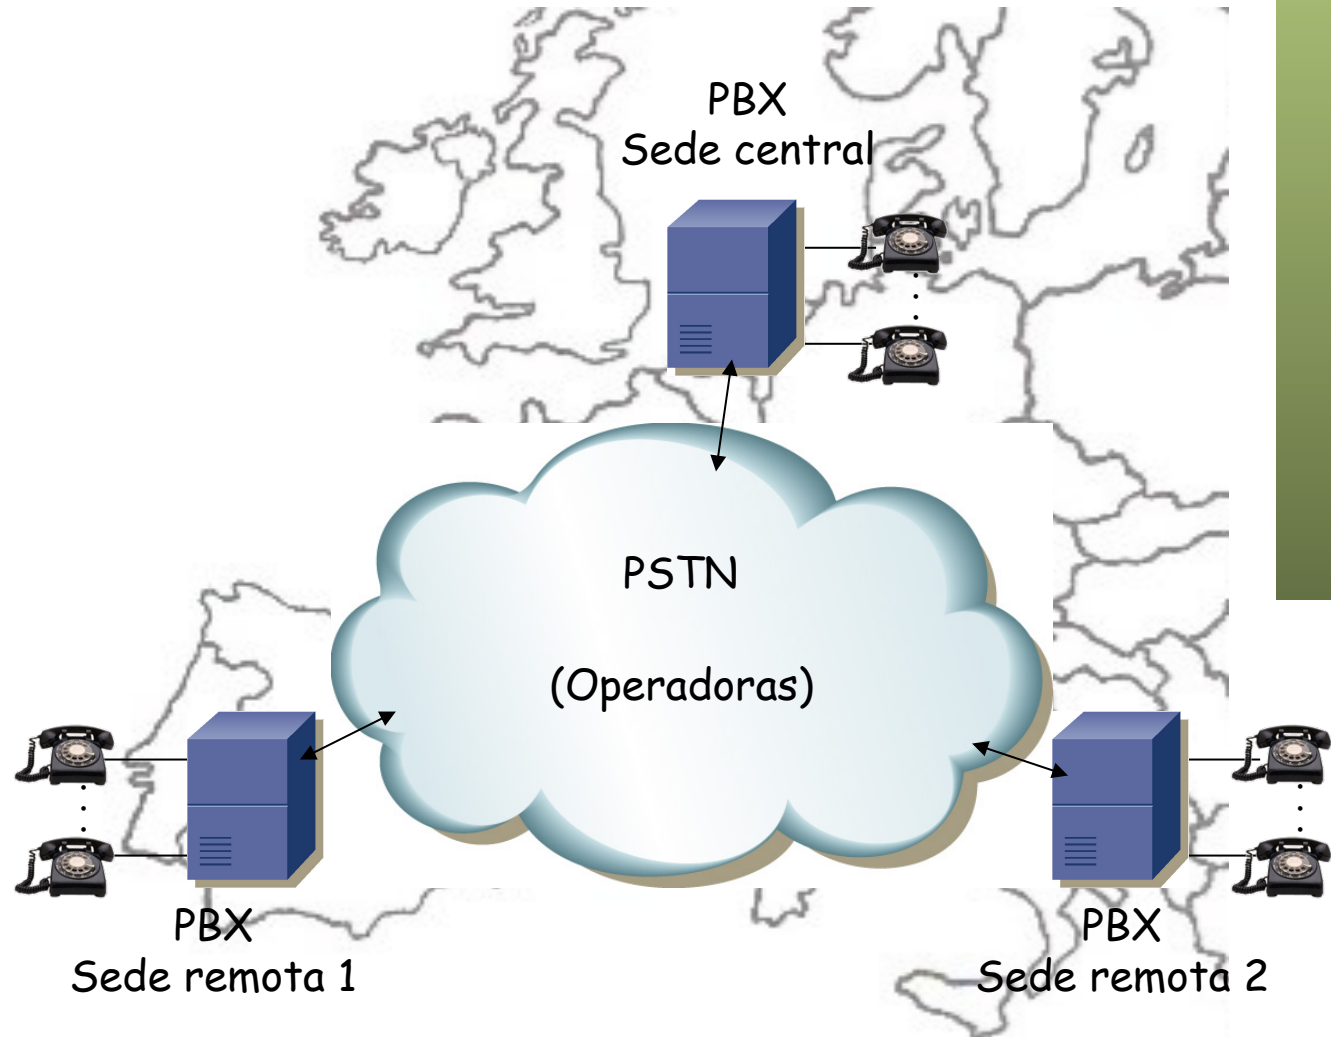 PBX
Sede central
PSTN
(Operadoras)
PBX
Sede remota 1
PBX
Sede remota 2